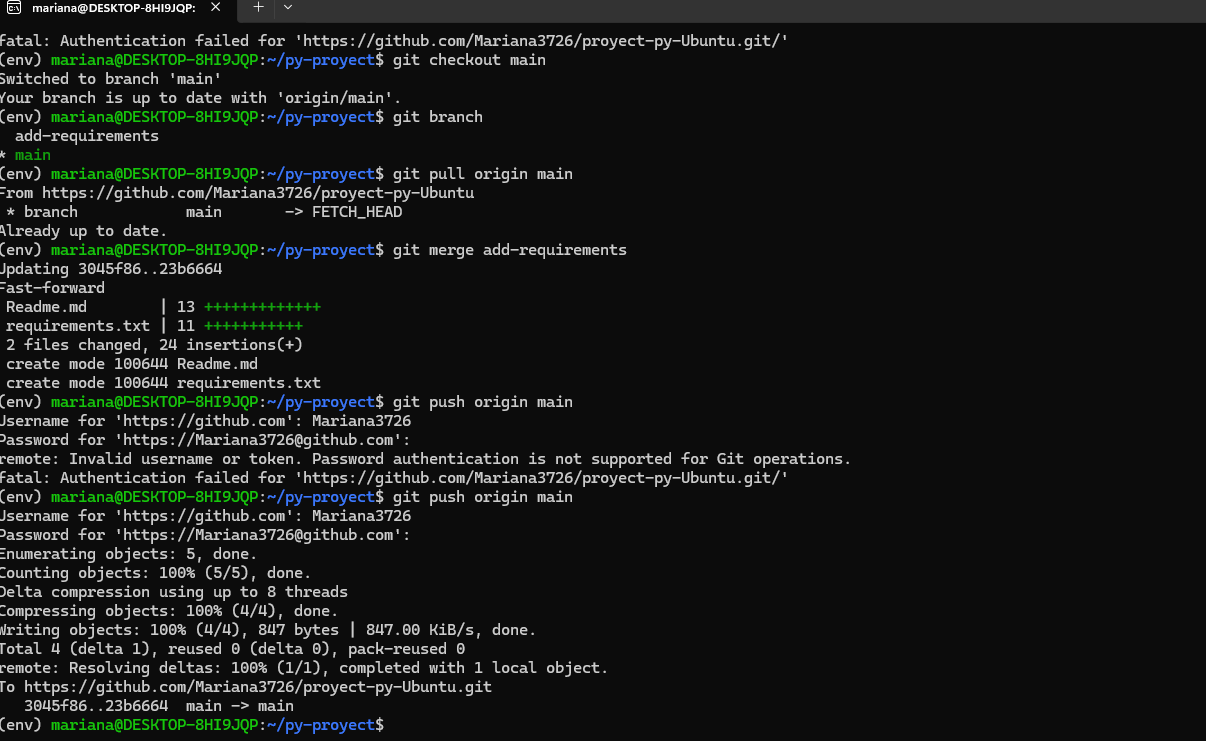 mariana@DESKTOP-8HI9JQP:
fatal: Authentication failed for 'https://github.com/Mariana3726/proyect-py-Ubuntu.git/'
(env) mariana@DESKTOP-8HI9JQP:~/py-proyect$ git checkout main
Switched to branch 'main'
Your branch is up to date with 'origin/main'.
(env) mariana@DESKTOP-8HI9JQP:~/py-proyect$ git branch
  add-requirements
* main
(env) mariana@DESKTOP-8HI9JQP:~/py-proyect$ git pull origin main
From https://github.com/Mariana3726/proyect-py-Ubuntu
 * branch            main       -> FETCH_HEAD
Already up to date.
(env) mariana@DESKTOP-8HI9JQP:~/py-proyect$ git merge add-requirements
Updating 3045f86..23b6664
Fast-forward
 Readme.md        | 13 +++++++++++++
 requirements.txt | 11 +++++++++++
 2 files changed, 24 insertions(+)
 create mode 100644 Readme.md
 create mode 100644 requirements.txt
(env) mariana@DESKTOP-8HI9JQP:~/py-proyect$ git push origin main
Username for 'https://github.com': Mariana3726
Password for 'https://Mariana3726@github.com':
remote: Invalid username or token. Password authentication is not supported for Git operations.
fatal: Authentication failed for 'https://github.com/Mariana3726/proyect-py-Ubuntu.git/'
(env) mariana@DESKTOP-8HI9JQP:~/py-proyect$ git push origin main
Username for 'https://github.com': Mariana3726
Password for 'https://Mariana3726@github.com':
Enumerating objects: 5, done.
Counting objects: 100% (5/5), done.
Delta compression using up to 8 threads
Compressing objects: 100% (4/4), done.
Writing objects: 100% (4/4), 847 bytes | 847.00 KiB/s, done.
Total 4 (delta 1), reused 0 (delta 0), pack-reused 0
remote: Resolving deltas: 100% (1/1), completed with 1 local object.
To https://github.com/Mariana3726/proyect-py-Ubuntu.git
   3045f86..23b6664  main -> main
(env) mariana@DESKTOP-8HI9JQP:~/py-proyect$